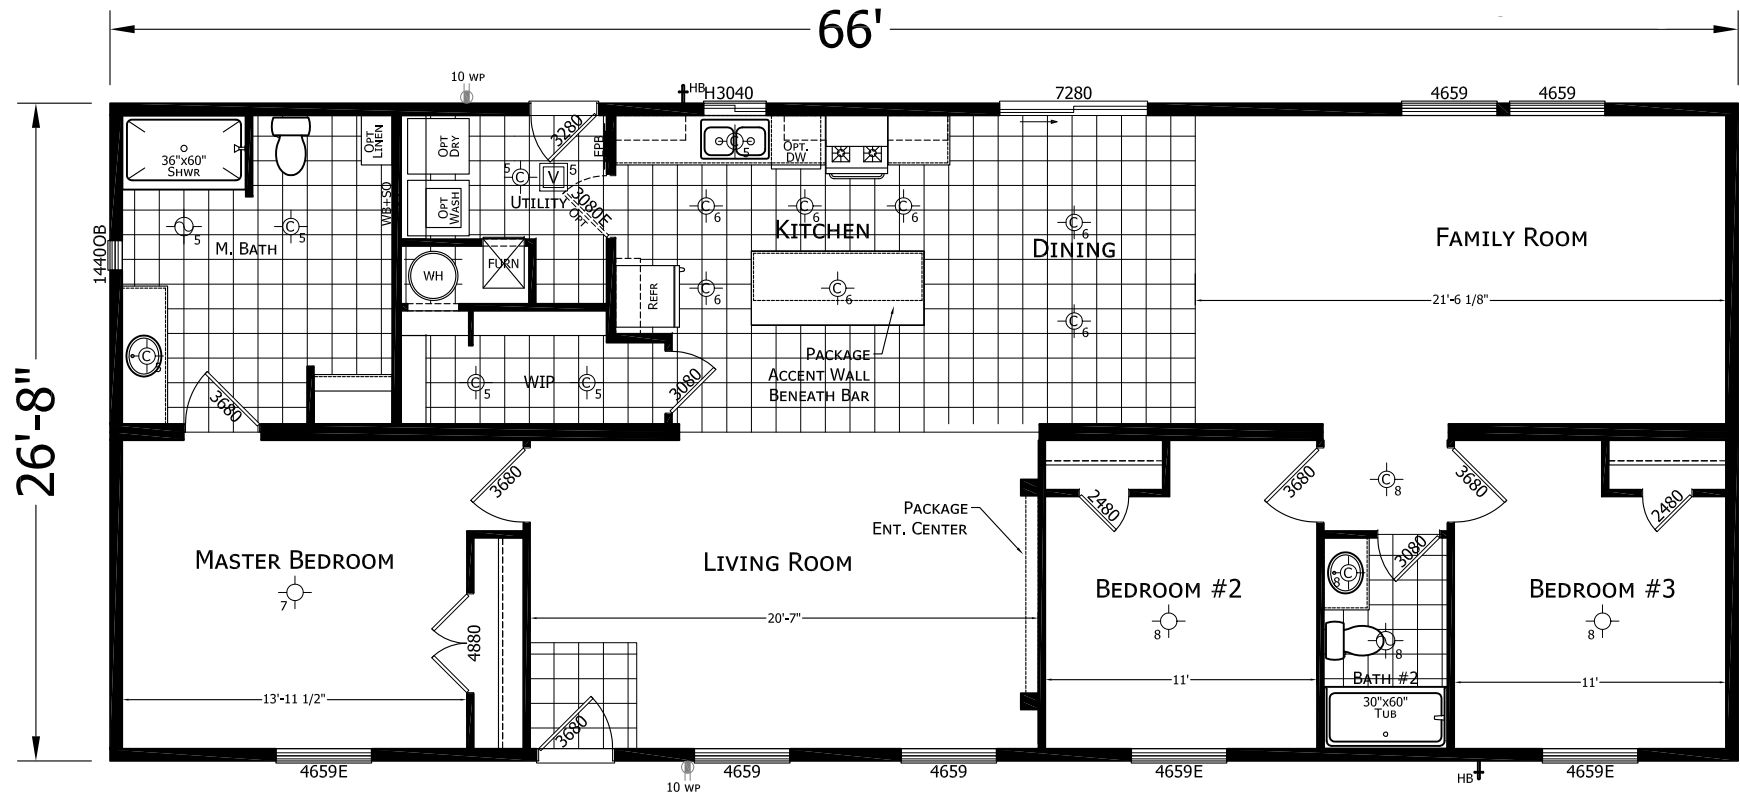 66'
26'-8"
10 WP
HB
H3040
7280
4659
4659
36"x60"
SHWR
OPT
LINEN
OPT
DRY
3280
EPB
C
5
OPT.
DW
5
C
V
5
OPT
WASH
WB+SO
UTILITY
3080E
OPT
C
6
C
6
C
6
KITCHEN
C
6
DINING
FAMILY ROOM
5
C
5
M. BATH
1440OB
WH
FURN
REFR
C
6
C
6
21'-6 1/8"
C
6
C
5
WIP
C
5
C
5
3080
PACKAGE
ACCENT WALL
BENEATH BAR
3680
3680
PACKAGE
ENT. CENTER
2480
3680
C
8
3680
2480
MASTER BEDROOM
7
LIVING ROOM
BEDROOM #2
8
C
8
3080
BEDROOM #3
8
4880
20'-7"
8
BATH #2
13'-11 1/2"
11'
11'
30"x60"
TUB
3680
4659E
10 WP
4659
4659
4659E
HB
4659E